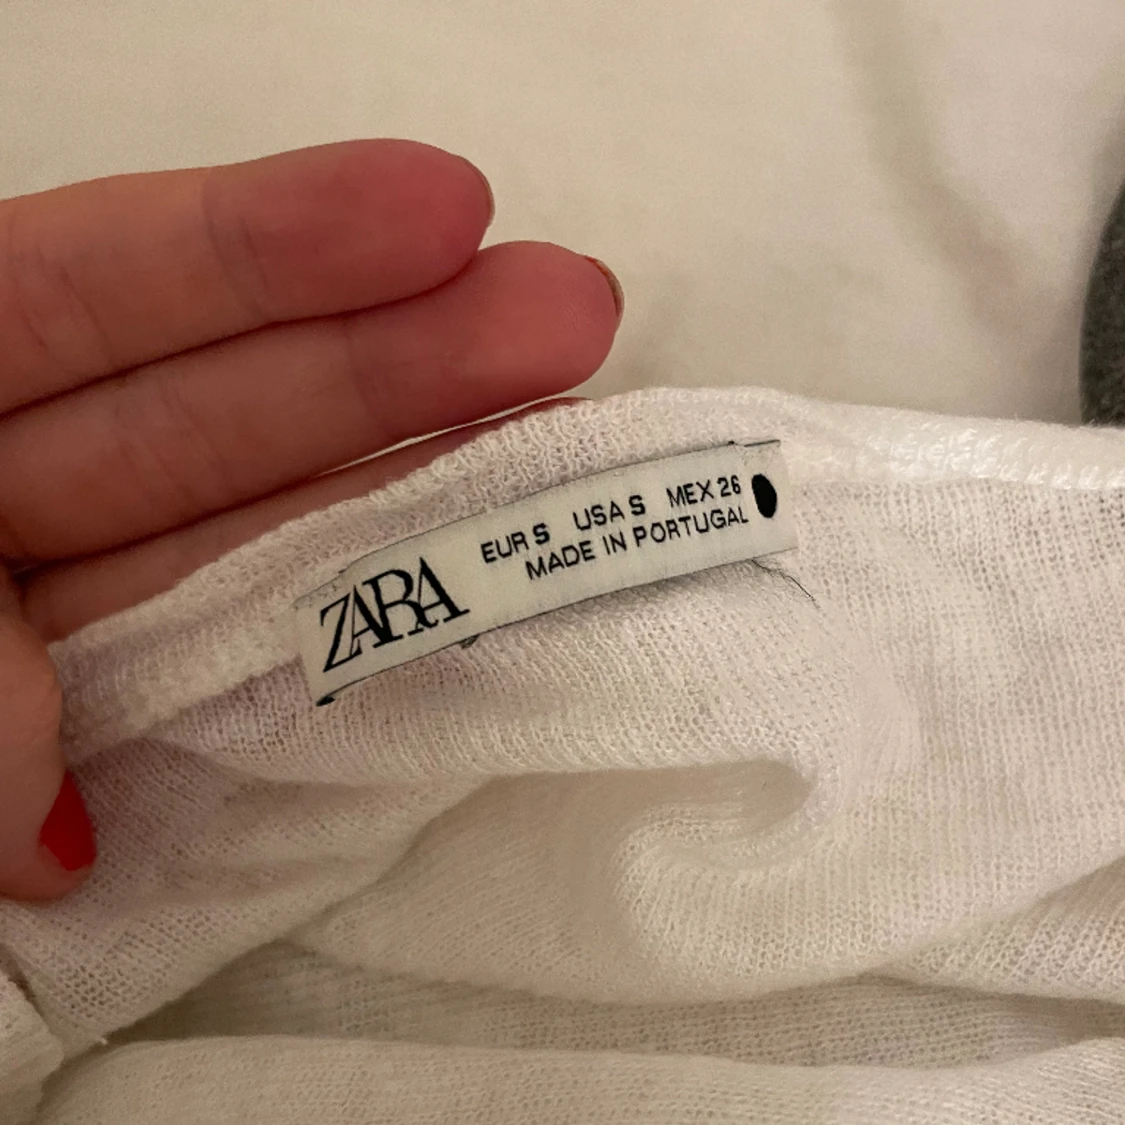 ZARA
EUR S USA S MEX 26
MADE IN PORTUGAL